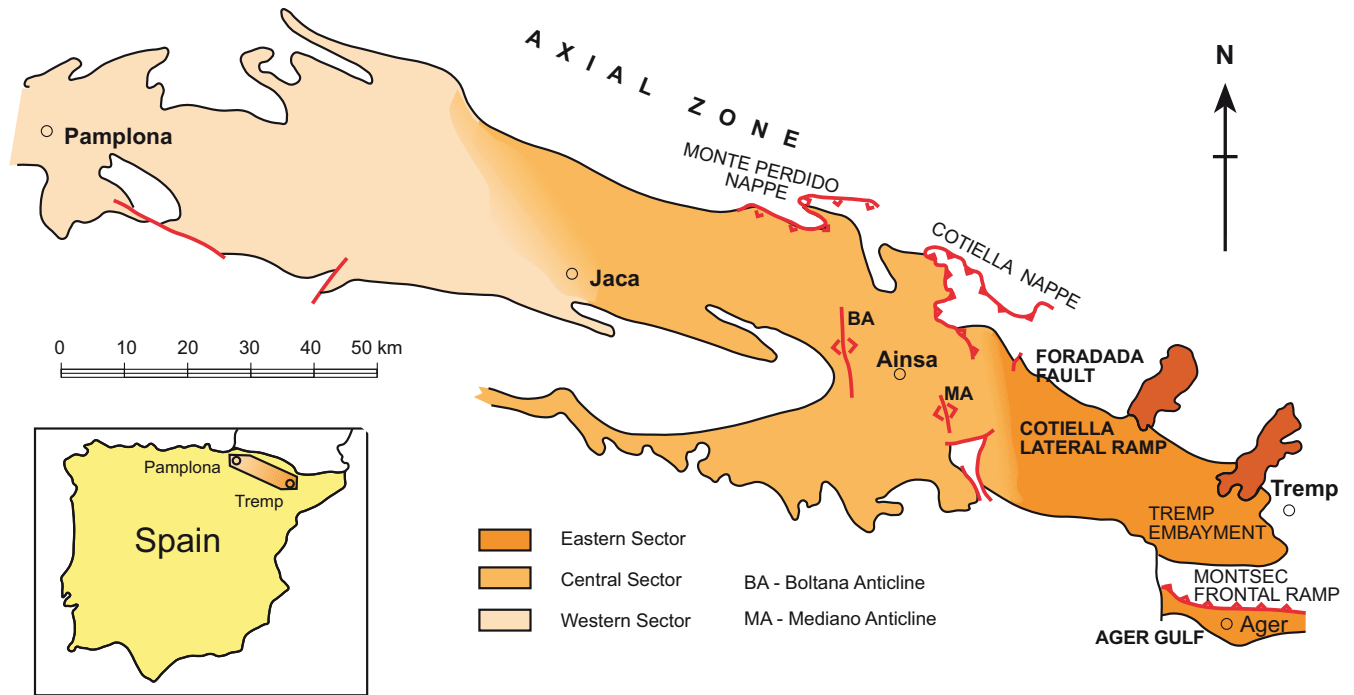 AXIAL ZONE
N
Pamplona
MONTE PERDIDO
NAPPE
COTIELLA NAPPE
Jaca
BA
Ainsa
FORADADA
FAULT
0 10 20 30 40 50 km
MA
COTIELLA
LATERAL RAMP
Pamplona
Tremp
Spain
Tremp
TREMP
EMBAYMENT
Eastern Sector
Central Sector
Western Sector
BA - Boltana Anticline
MA - Mediano Anticline
MONTSEC
FRONTAL RAMP
Ager
AGER GULF